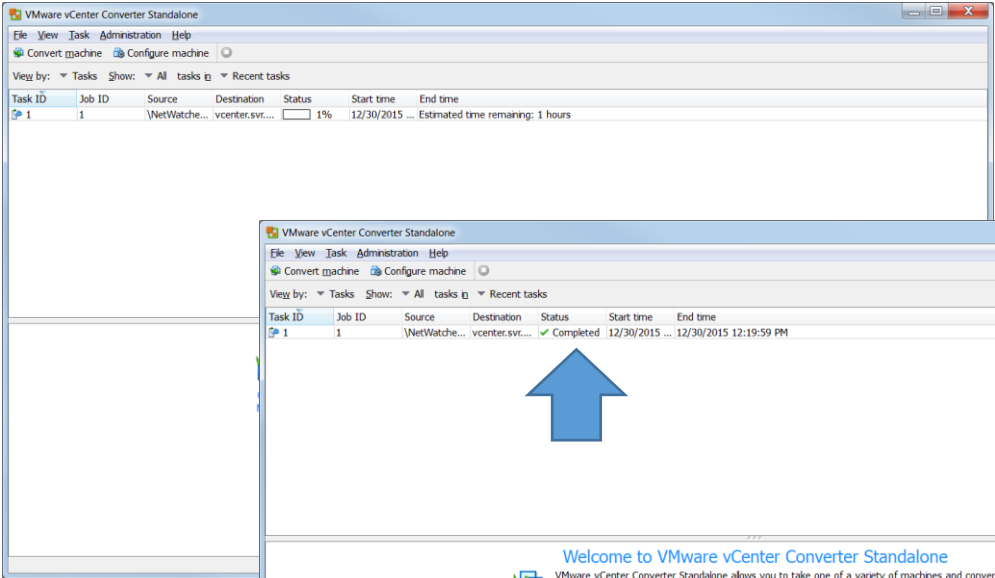 VMware vCenter Converter Standalone
File View Task Administration Help
Convert machine Configure machine
View by: Tasks Show: All tasks in Recent tasks
Task ID Job ID Source Destination Status Start time End time
1 1 \NetWatche... vcenter.svr.... 1% 12/30/2015 ... Estimated time remaining: 1 hours
VMware vCenter Converter Standalone
File View Task Administration Help
Convert machine Configure machine
View by: Tasks Show: All tasks in Recent tasks
Task ID Job ID Source Destination Status Start time End time
1 1 \NetWatche... vcenter.svr.... Completed 12/30/2015 ... 12/30/2015 12:19:59 PM
Welcome to VMware vCenter Converter Standalone
VMware vCenter Converter Standalone allows you to take one of a variety of machines and conver